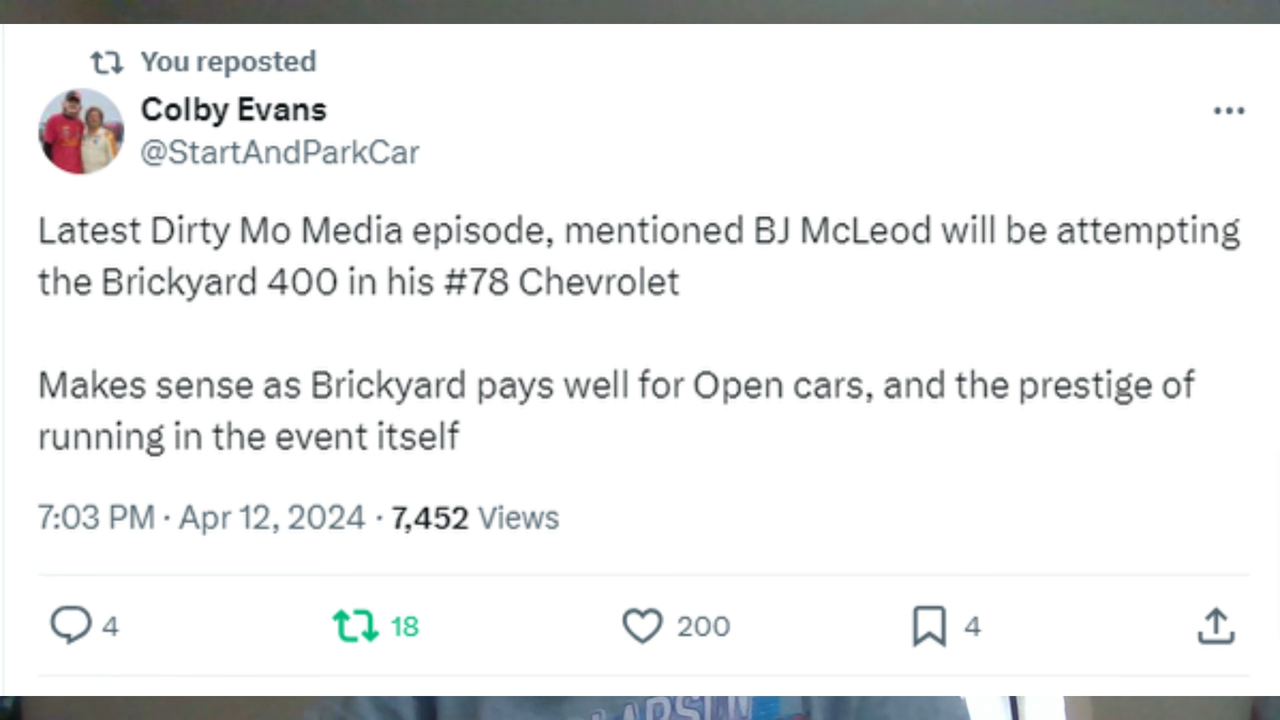 You reposted
Colby Evans
@StartAndParkCar
Latest Dirty Mo Media episode, mentioned BJ McLeod will be attempting
the Brickyard 400 in his #78 Chevrolet
Makes sense as Brickyard pays well for Open cars, and the prestige of
running in the event itself
7:03 PM · Apr 12, 2024 · 7,452 Views
4 18 200 4